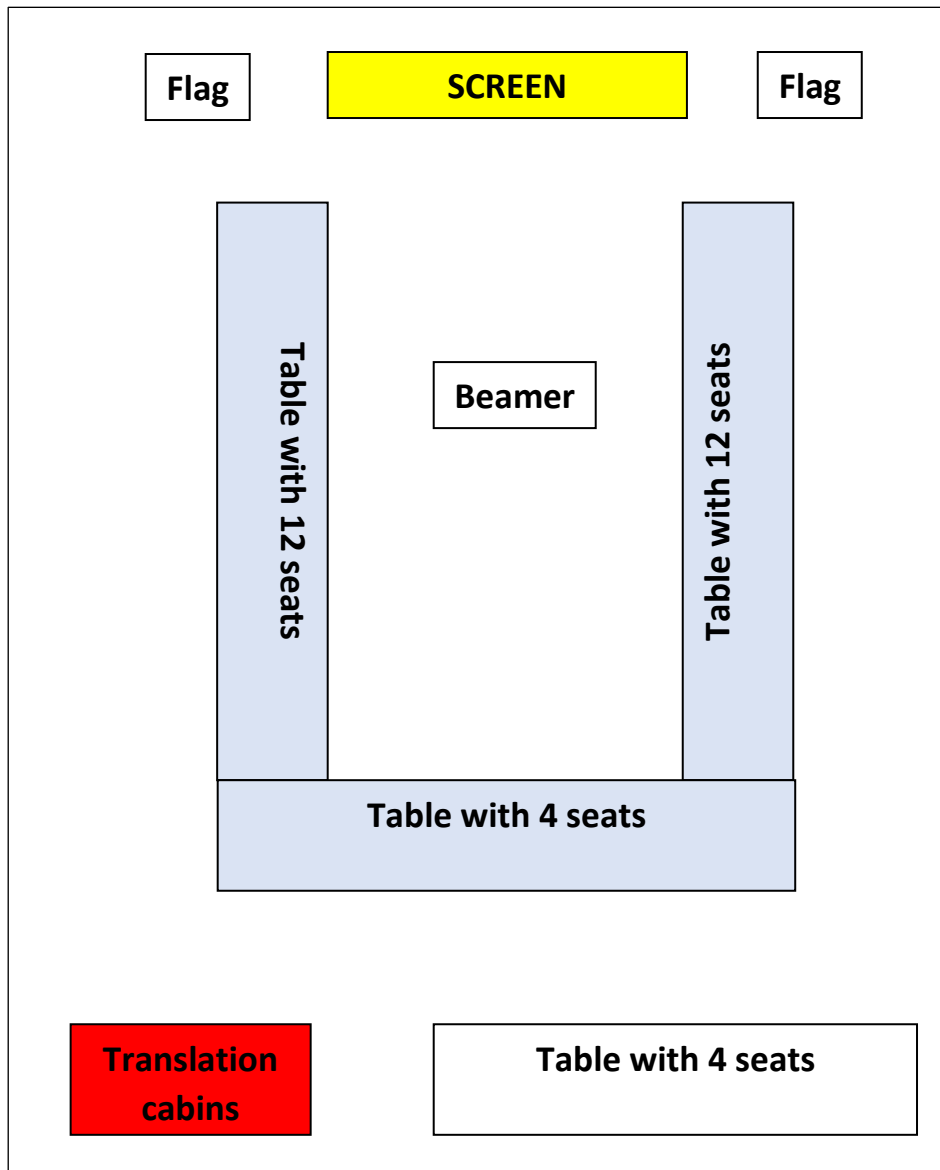 Flag
SCREEN
Flag
Table with 12 seats
Beamer
Table with 12 seats
Table with 4 seats
Translation
cabins
Table with 4 seats